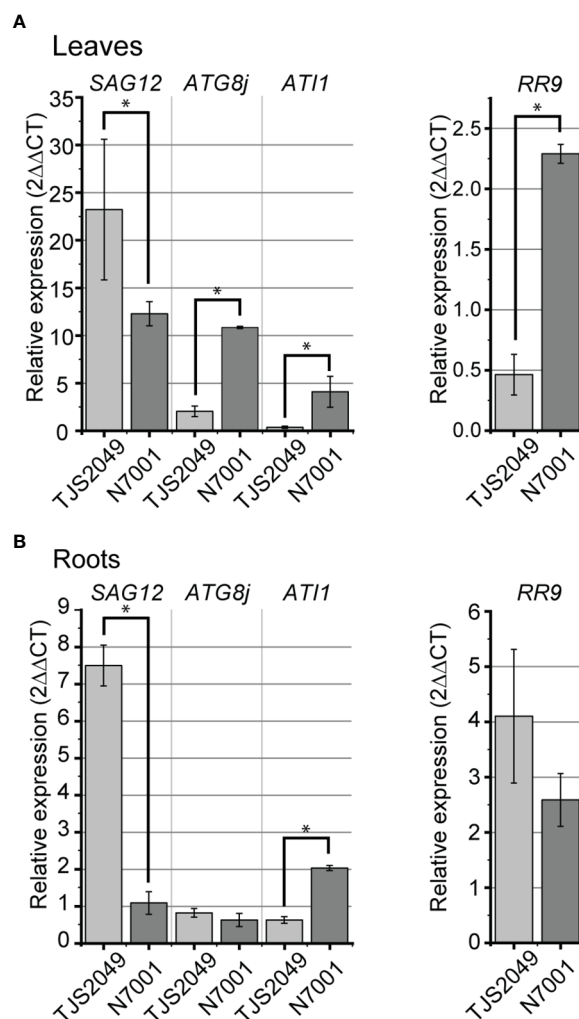 A
Leaves
SAG12 ATG8j ATI1 RR9
Relative expression (2ΔΔCT)
35
30
25
20
15
10
5
0
* * *
TJS2049 N7001 TJS2049 N7001 TJS2049 N7001
Relative expression (2ΔΔCT)
2.5
2.0
1.5
1.0
0.5
0.0
*
TJS2049 N7001
B
Roots
SAG12 ATG8j ATI1 RR9
Relative expression (2ΔΔCT)
9
8
7
6
5
4
3
2
1
0
* *
TJS2049 N7001 TJS2049 N7001 TJS2049 N7001
Relative expression (2ΔΔCT)
6
5
4
3
2
1
0
TJS2049 N7001